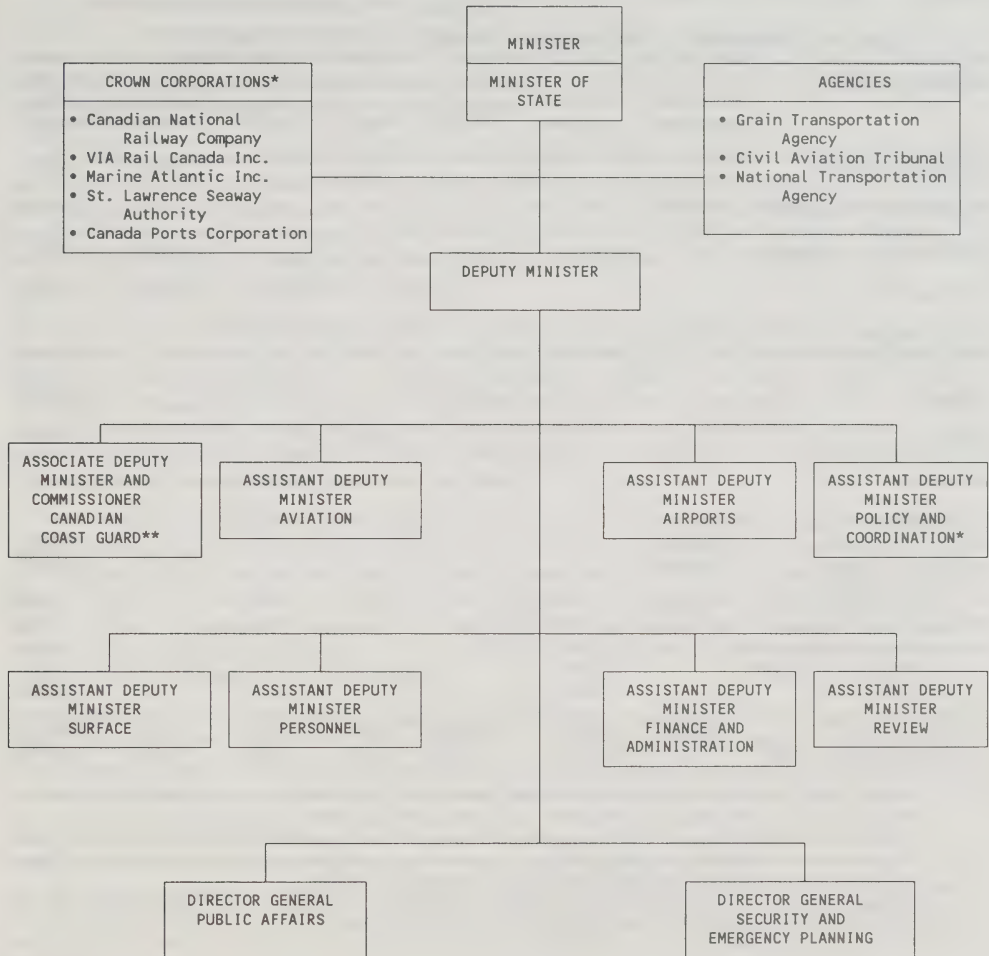 MINISTER
MINISTER OF
STATE
CROWN CORPORATIONS*
• Canadian National
Railway Company
• VIA Rail Canada Inc.
• Marine Atlantic Inc.
• St. Lawrence Seaway
Authority
• Canada Ports Corporation
AGENCIES
• Grain Transportation
Agency
• Civil Aviation Tribunal
• National Transportation
Agency
DEPUTY MINISTER
ASSOCIATE DEPUTY
MINISTER AND
COMMISSIONER
CANADIAN
COAST GUARD**
ASSISTANT DEPUTY
MINISTER
AVIATION
ASSISTANT DEPUTY
MINISTER
AIRPORTS
ASSISTANT DEPUTY
MINISTER
POLICY AND
COORDINATION*
ASSISTANT DEPUTY
MINISTER
SURFACE
ASSISTANT DEPUTY
MINISTER
PERSONNEL
ASSISTANT DEPUTY
MINISTER
FINANCE AND
ADMINISTRATION
ASSISTANT DEPUTY
MINISTER
REVIEW
DIRECTOR GENERAL
PUBLIC AFFAIRS
DIRECTOR GENERAL
SECURITY AND
EMERGENCY PLANNING